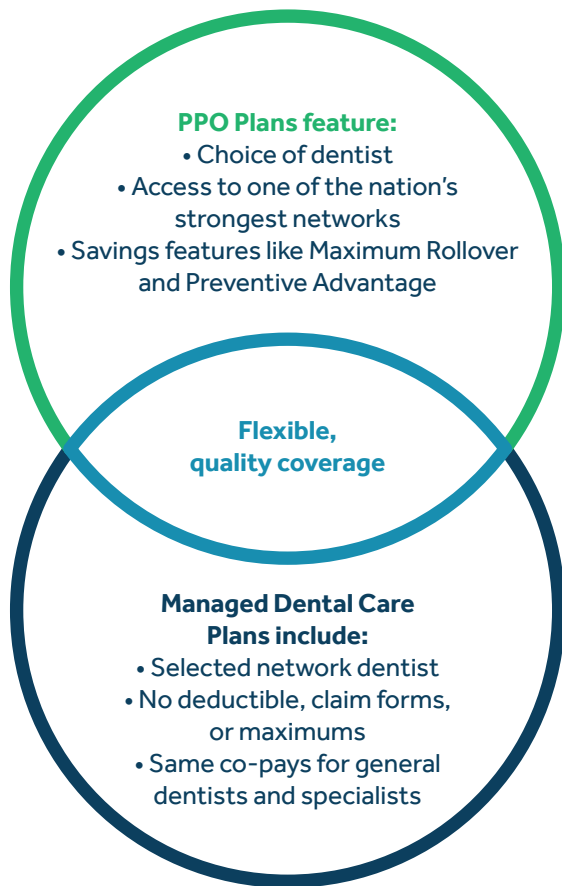 PPO Plans feature:
• Choice of dentist
• Access to one of the nation’s
strongest networks
• Savings features like Maximum Rollover
and Preventive Advantage
Flexible,
quality coverage
Managed Dental Care
Plans include:
• Selected network dentist
• No deductible, claim forms,
or maximums
• Same co-pays for general
dentists and specialists